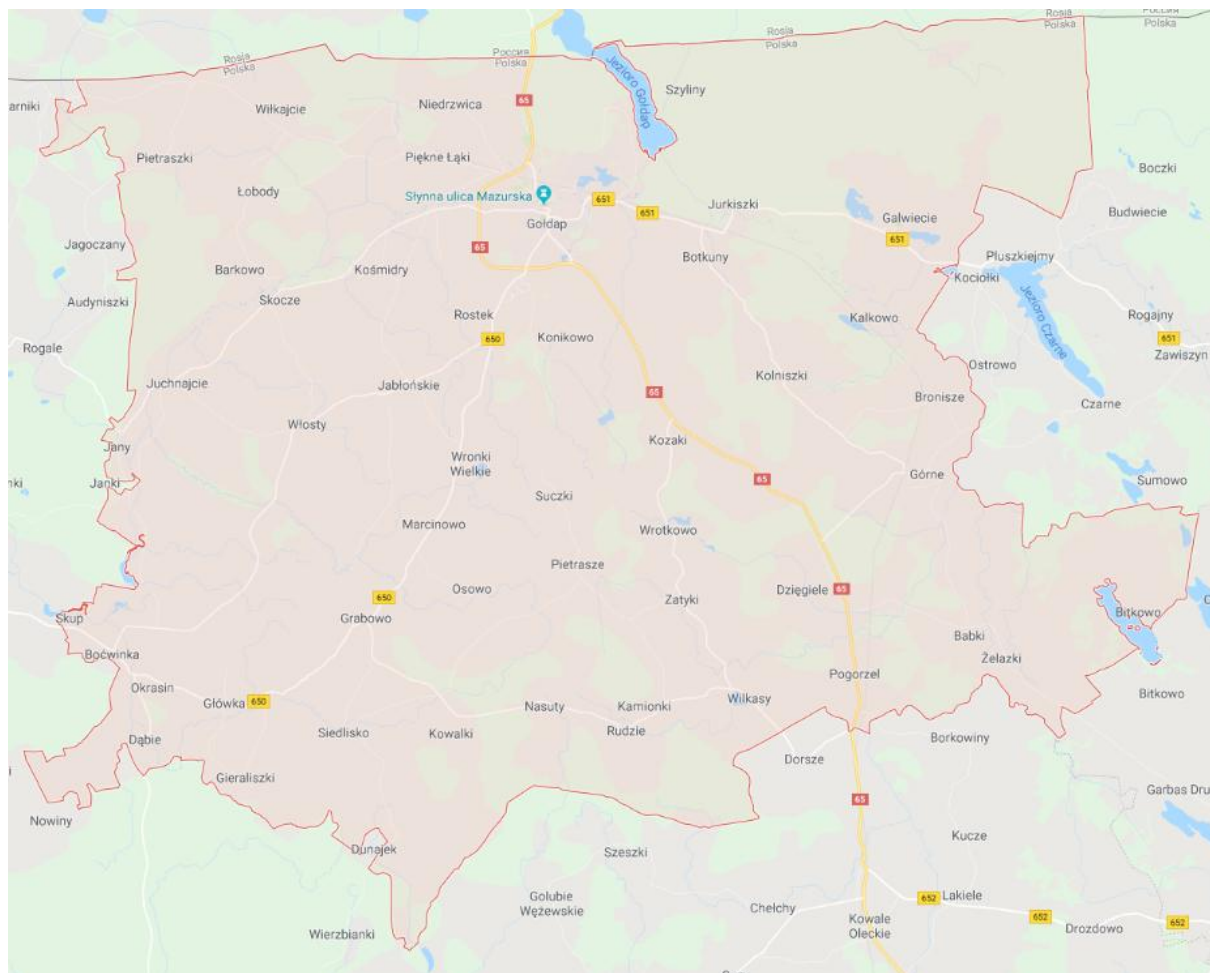 Rosja
Polska
Россия
Polska
Rosja
Polska
Rosja
Polska
Россия
Polska
arniki
Wiłkajcie
Niedrzwica
65
Jezioro Gołdap
Szyliny
Pietraszki
Piękne Łąki
Boczki
Łobody
Słynna ulica Mazurska
651
651
Jurkiszki
Galwiecie
Budwiecie
Gołdap
651
Jagoczany
65
Botkuny
Pluszkiejmy
Barkowo
Kośmidry
Kociołki
Audyniszki
Skocze
Jezioro Czarne
Rostek
Kalkowo
Rogajny
650
Konikowo
651
Rogale
Zawiszyn
Ostrowo
Juchnajcie
Jabłońskie
65
Kolniszki
Bronisze
Czarne
Włosty
Kozaki
Jany
Wronki
Wielkie
Górne
nki
Janki
65
Sumowo
Suczki
Marcinowo
Wrotkowo
Pietrasze
Osowo
650
Zatyki
Dzięgiele
65
Skup
Grabowo
Bitkowo
Boćwinka
Babki
Żelazki
Okrasin
Główka
650
Pogorzel
Wilkasy
Bitkowo
Nasuty
Kamionki
Siedlisko
Kowalki
Rudzie
Dąbie
Borkowiny
Dorsze
Gieraliszki
65
Garbas Dru
Nowiny
Kucze
Dunajek
Szeszki
Golubie
Wężewskie
652
Lakiele
Chełchy
652
Kowale
Oleckie
652
Drozdowo
Wierzbianki